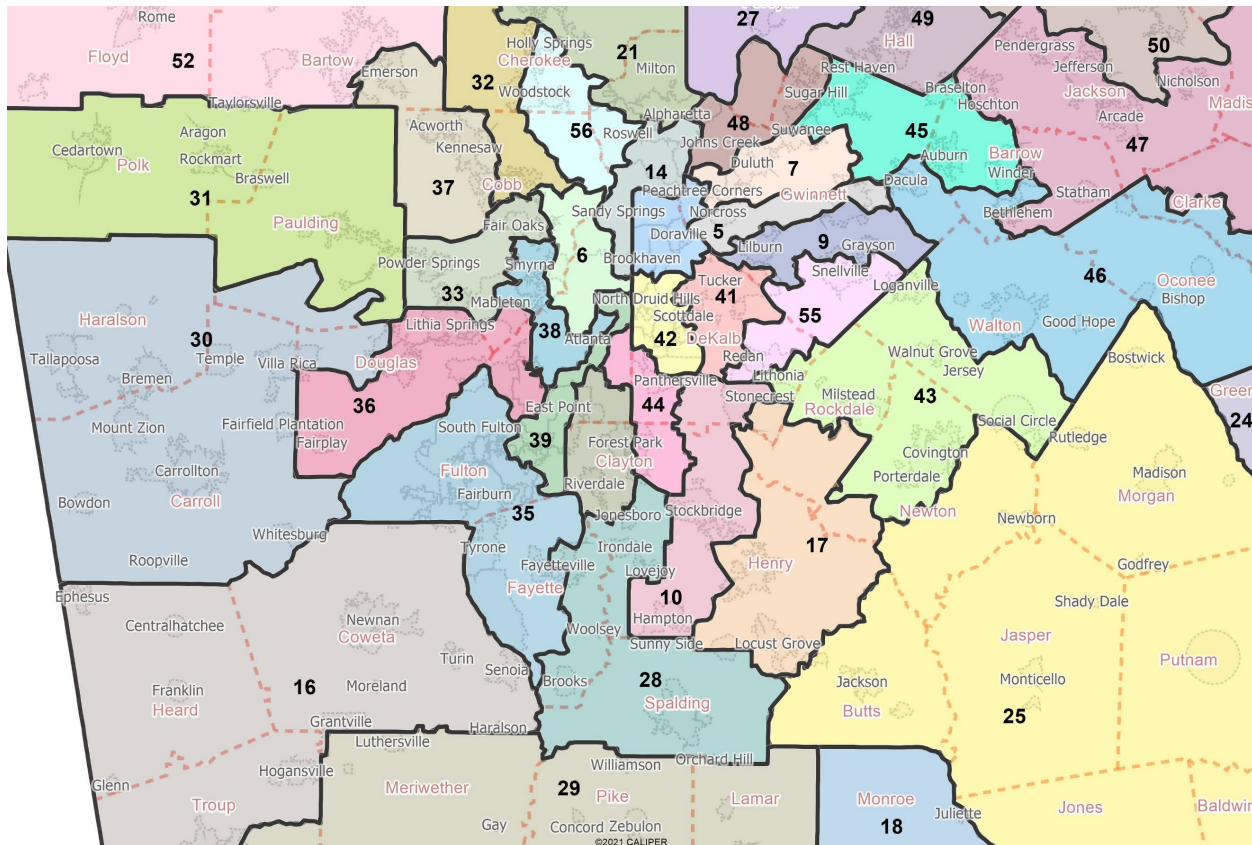 Rome
Floyd
52
Bartow
Emerson
Taylorsville
32
Holly Springs
Cherokee
Woodstock
56
21
Milton
Alpharetta
Roswell
27
49
Hall
Rest Haven
Sugar Hill
48
Johns Creek
Suwanee
Duluth
7
Gwinnett
Braselton
Hoschton
45
Auburn
Barrow
Winder
Dacula
Pendergrass
Jefferson
Jackson
Arcade
50
Nicholson
Madis
47
Statham
Bethlehem
Clarke
Cedartown
Polk
Aragon
Rockmart
Braswell
31
Paulding
Acworth
Kennesaw
37
Cobb
Fair Oaks
Powder Springs
33
Smyrna
Mableton
6
14
Peachtree Corners
Sandy Springs
Norcross
5
Doraville
Brookhaven
Lilburn
9
Grayson
Snellville
Loganville
46
Oconee
Bishop
Walton
Good Hope
Haralson
30
Tallapoosa
Temple
Bremen
Villa Rica
Mount Zion
Carrollton
Carroll
Bowdon
Whitesburg
Roopville
Lithia Springs
Douglas
36
Fairfield Plantation
Fairplay
38
Atlanta
North Druid Hills
Scottdale
42
DeKalb
Tucker
41
55
Redan
Lithonia
Panthersville
Stonecrest
44
East Point
South Fulton
39
Fulton
Fairburn
35
Forest Park
Clayton
Riverdale
Jonesboro
Stockbridge
Irondale
Lovejoy
Tyrone
Fayetteville
Fayette
Woolsey
10
Hampton
Sunny Side
17
Henry
Locust Grove
Milstead
Rockdale
43
Walnut Grove
Jersey
Social Circle
Covington
Porterdale
Newton
Bostwick
Rutledge
Green
24
Madison
Morgan
Newborn
Godfrey
Shady Dale
Jasper
Putnam
Monticello
25
Jackson
Butts
Ephesus
Centralhatchee
Newnan
Coweta
Turin
Senoia
Franklin
Heard
16
Moreland
Grantville
Haralson
Luthersville
Hogansville
Glenn
Troup
Brooks
28
Spalding
Orchard Hill
Williamson
Meriwether
29
Pike
Lamar
Gay
Concord
Zebulon
Monroe
18
Juliette
Jones
Baldwin
©2021 CALIPER